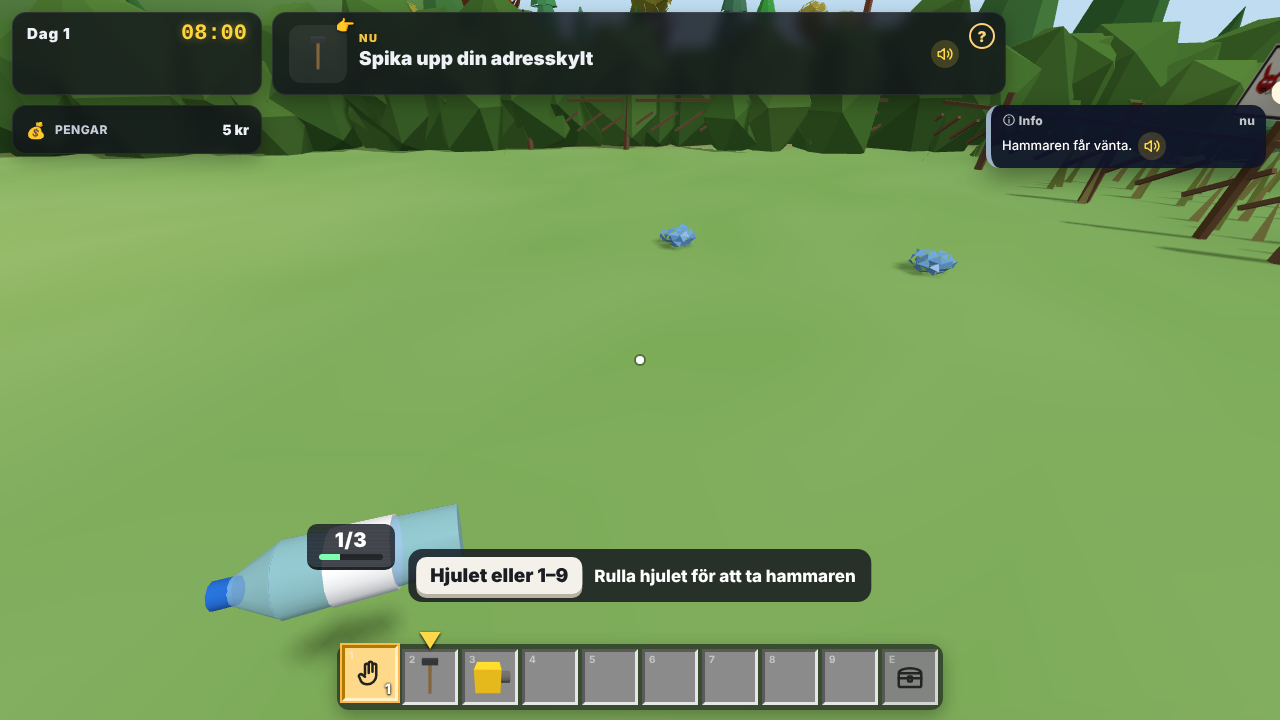 Dag 1
08:00
NU
Spika upp din adresskylt
?
PENGAR
5 kr
Info
nu
Hammaren får vänta.
1/3
Hjulet eller 1–9
Rulla hjulet för att ta hammaren
1
1
2
3
4
5
6
7
8
9
E